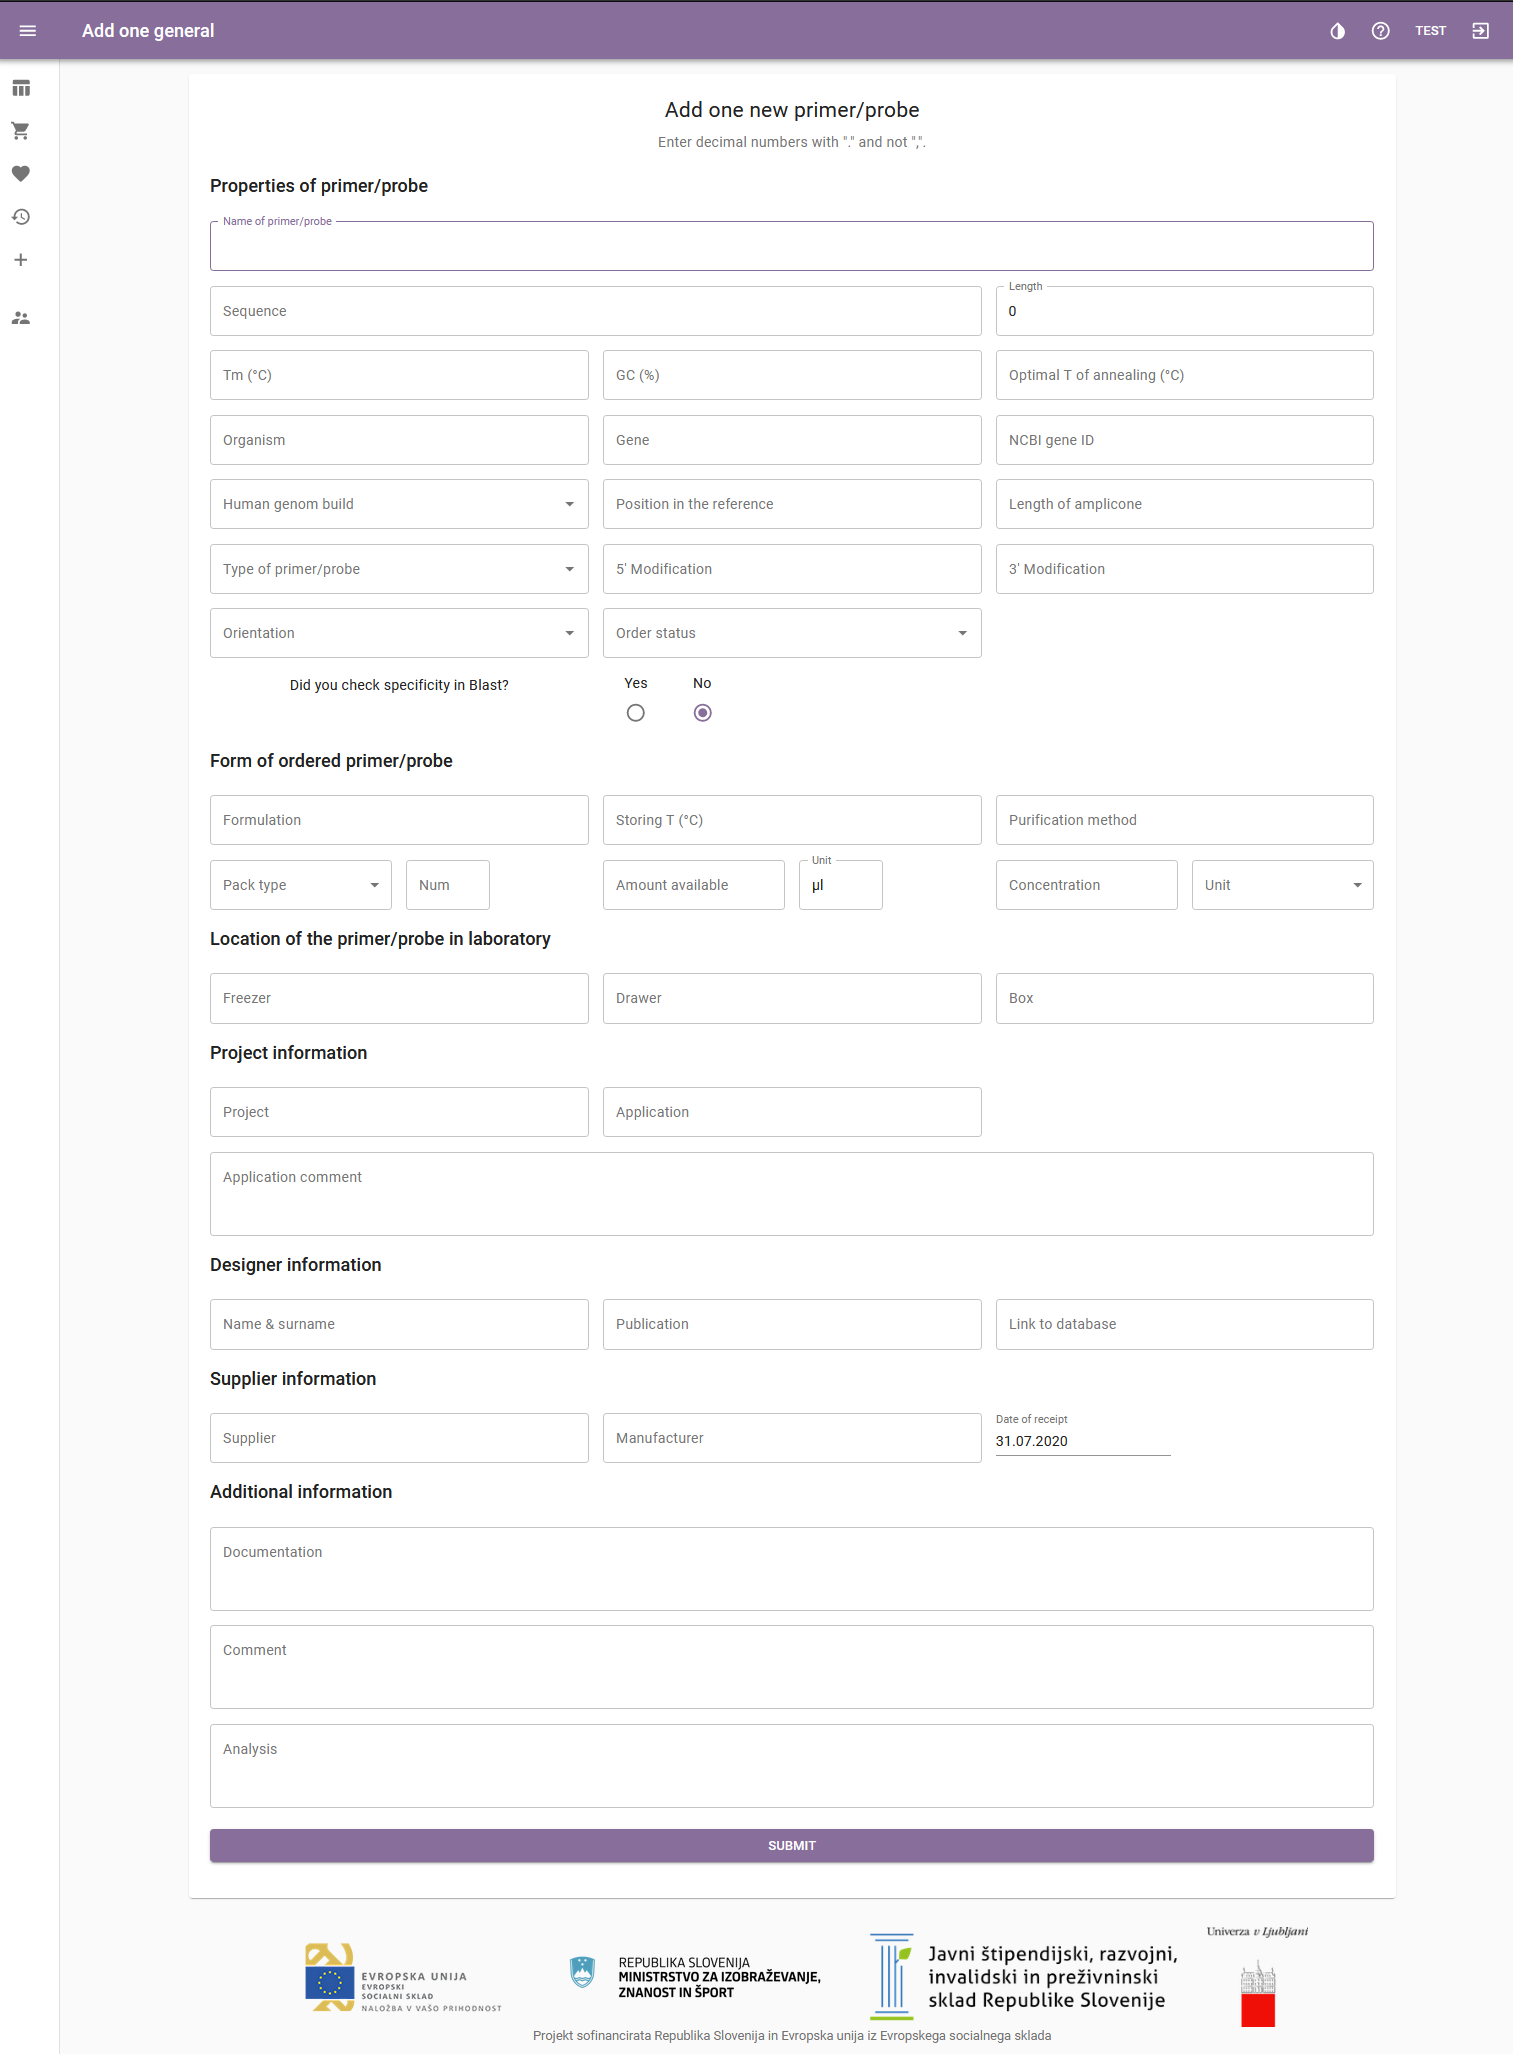 Add one general
TEST
Add one new primer/probe
Enter decimal numbers with "." and not ",".
Properties of primer/probe
Name of primer/probe
Sequence
Length
0
Tm (°C)
GC (%)
Optimal T of annealing (°C)
Organism
Gene
NCBI gene ID
Human genom build
Position in the reference
Length of amplicone
Type of primer/probe
5' Modification
3' Modification
Orientation
Order status
Did you check specificity in Blast?
Yes
No
Form of ordered primer/probe
Formulation
Storing T (°C)
Purification method
Pack type
Num
Amount available
Unit
µl
Concentration
Unit
Location of the primer/probe in laboratory
Freezer
Drawer
Box
Project information
Project
Application
Application comment
Designer information
Name & surname
Publication
Link to database
Supplier information
Supplier
Manufacturer
Date of receipt
31.07.2020
Additional information
Documentation
Comment
Analysis
SUBMIT
EVROPSKA UNIJA
EVROPSKI
SOCIALNI SKLAD
NALOŽBA V VAŠO PRIHODNOST
REPUBLIKA SLOVENIJA
MINISTRSTVO ZA IZOBRAŽEVANJE,
ZNANOST IN ŠPORT
Javni štipendijski, razvojni,
invalidski in preživninski
sklad Republike Slovenije
Univerza v Ljubljani
Projekt sofinancirata Republika Slovenija in Evropska unija iz Evropskega socialnega sklada